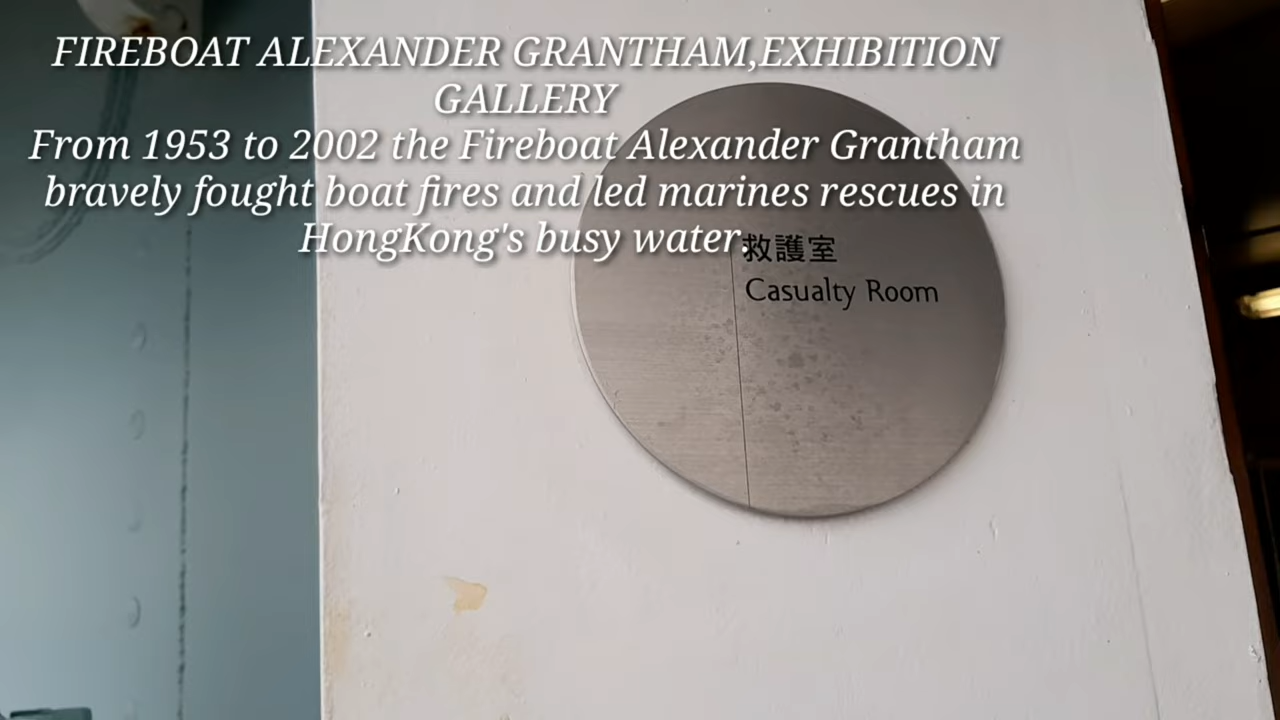 FIREBOAT ALEXANDER GRANTHAM,EXHIBITION
GALLERY
From 1953 to 2002 the Fireboat Alexander Grantham
bravely fought boat fires and led marines rescues in
HongKong's busy water.
救護室
Casualty Room